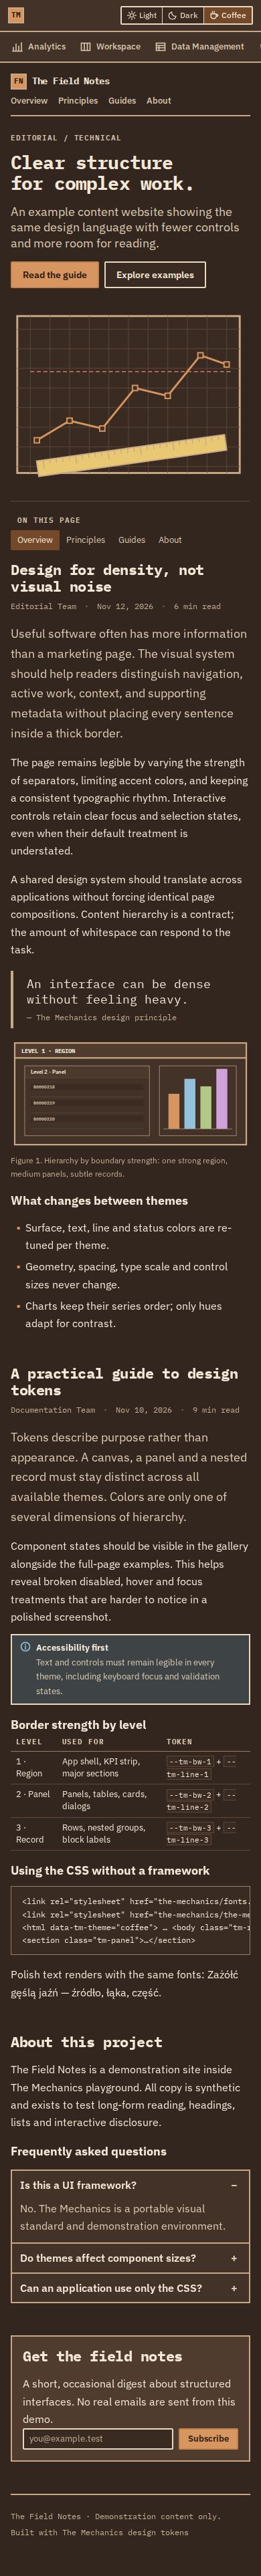 TM
Light
Dark
Coffee
Analytics
Workspace
Data Management
FN The Field Notes
Overview Principles Guides About
EDITORIAL / TECHNICAL
Clear structure
for complex work.
An example content website showing the
same design language with fewer controls
and more room for reading.
Read the guide
Explore examples
ON THIS PAGE
Overview Principles Guides About
Design for density, not
visual noise
Editorial Team · Nov 12, 2026 · 6 min read
Useful software often has more information
than a marketing page. The visual system
should help readers distinguish navigation,
active work, context, and supporting
metadata without placing every sentence
inside a thick border.
The page remains legible by varying the strength
of separators, limiting accent colors, and keeping
a consistent typographic rhythm. Interactive
controls retain clear focus and selection states,
even when their default treatment is
understated.
A shared design system should translate across
applications without forcing identical page
compositions. Content hierarchy is a contract;
the amount of whitespace can respond to the
task.
An interface can be dense
without feeling heavy.
— The Mechanics design principle
LEVEL 1 · REGION
Level 2 · Panel
Figure 1. Hierarchy by boundary strength: one strong region,
medium panels, subtle records.
What changes between themes
Surface, text, line and status colors are re-
tuned per theme.
Geometry, spacing, type scale and control
sizes never change.
Charts keep their series order; only hues
adapt for contrast.
A practical guide to design
tokens
Documentation Team · Nov 10, 2026 · 9 min read
Tokens describe purpose rather than
appearance. A canvas, a panel and a nested
record must stay distinct across all
available themes. Colors are only one of
several dimensions of hierarchy.
Component states should be visible in the gallery
alongside the full-page examples. This helps
reveal broken disabled, hover and focus
treatments that are harder to notice in a
polished screenshot.
Accessibility first
Text and controls must remain legible in every
theme, including keyboard focus and validation
states.
Border strength by level
LEVEL USED FOR TOKEN
1 · App shell, KPI strip, --tm-bw-1 + --
Region major sections tm-line-1
2 · Panel Panels, tables, cards, --tm-bw-2 + --
dialogs tm-line-2
3 · Rows, nested groups, --tm-bw-3 + --
Record block labels tm-line-3
Using the CSS without a framework
<link rel="stylesheet" href="the-mechanics/fonts.
<link rel="stylesheet" href="the-mechanics/the-me
<html data-tm-theme="coffee"> … <body class="tm-r
<section class="tm-panel">…</section>
Polish text renders with the same fonts: Zażółć
gęślą jaźń — źródło, łąka, część.
About this project
The Field Notes is a demonstration site inside
The Mechanics playground. All copy is synthetic
and exists to test long-form reading, headings,
lists and interactive disclosure.
Frequently asked questions
Is this a UI framework? −
No. The Mechanics is a portable visual
standard and demonstration environment.
Do themes affect component sizes? +
Can an application use only the CSS? +
Get the field notes
A short, occasional digest about structured
interfaces. No real emails are sent from this
demo.
you@example.test
Subscribe
The Field Notes · Demonstration content only.
Built with The Mechanics design tokens